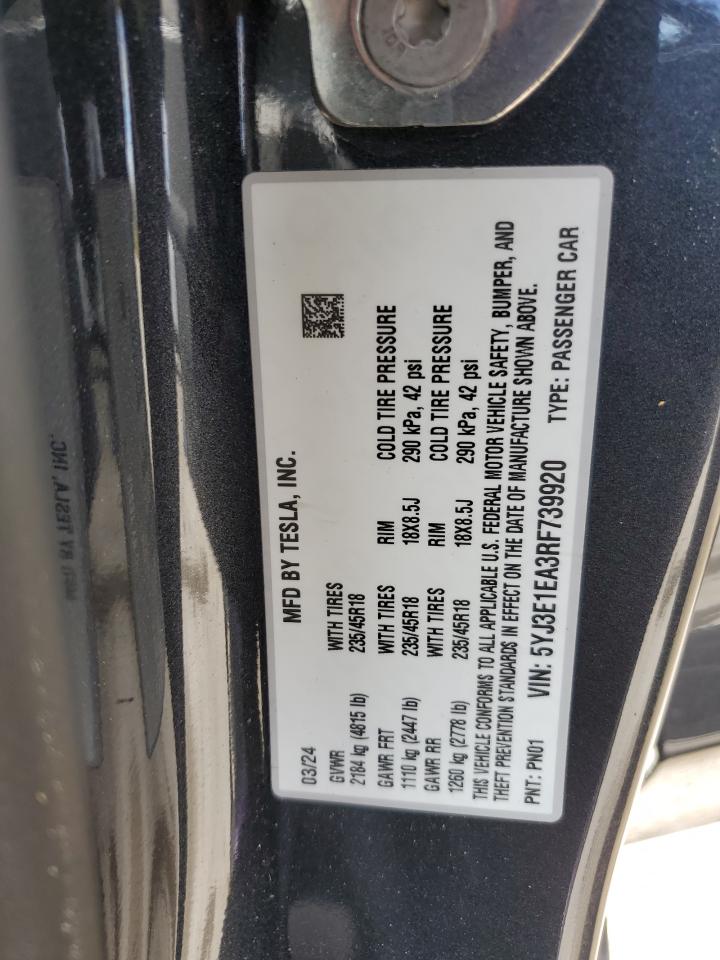 MFD BY TESLA, INC.
03/24
GVWR WITH TIRES
2184 kg (4815 lb) 235/45R18
GAWR FRT WITH TIRES RIM COLD TIRE PRESSURE
1110 kg (2447 lb) 235/45R18 18X8.5J 290 kPa, 42 psi
GAWR RR WITH TIRES RIM COLD TIRE PRESSURE
1260 kg (2778 lb) 235/45R18 18X8.5J 290 kPa, 42 psi
THIS VEHICLE CONFORMS TO ALL APPLICABLE U.S. FEDERAL MOTOR VEHICLE SAFETY, BUMPER, AND
THEFT PREVENTION STANDARDS IN EFFECT ON THE DATE OF MANUFACTURE SHOWN ABOVE.
PNT: PN01 VIN: 5YJ3E1EA3RF739920 TYPE: PASSENGER CAR